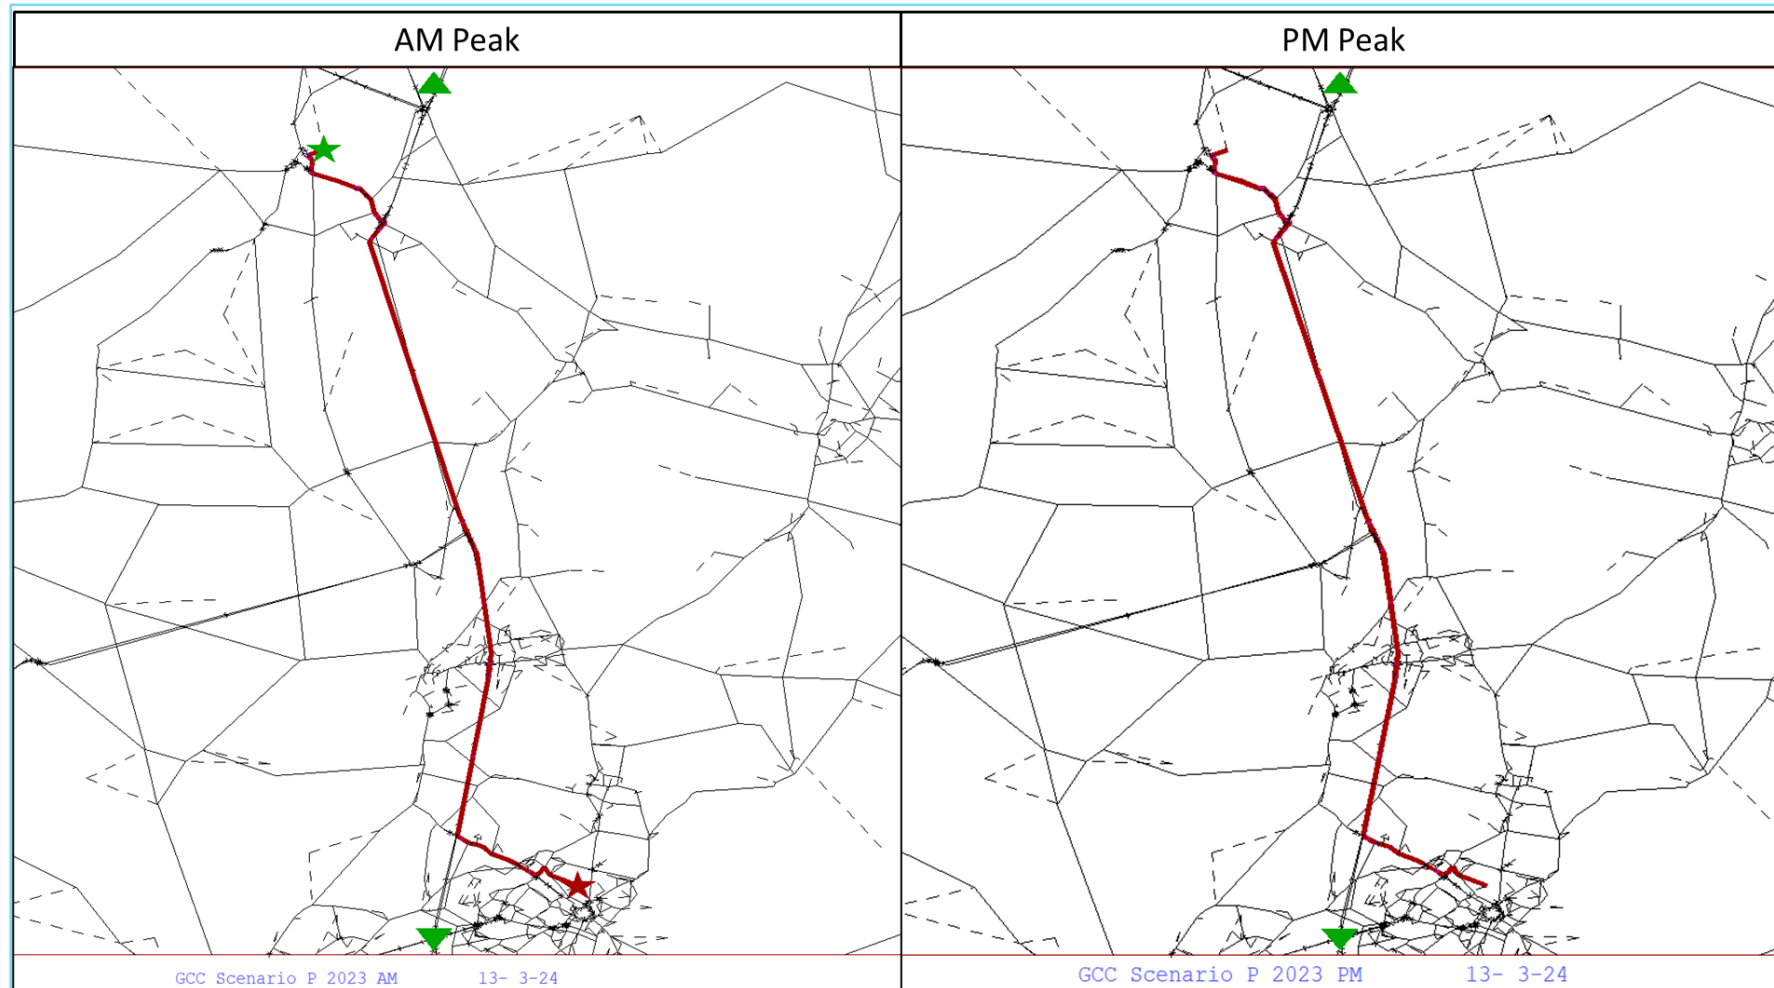 AM Peak
PM Peak
GCC Scenario P 2023 AM 13- 3-24
GCC Scenario P 2023 PM 13- 3-24